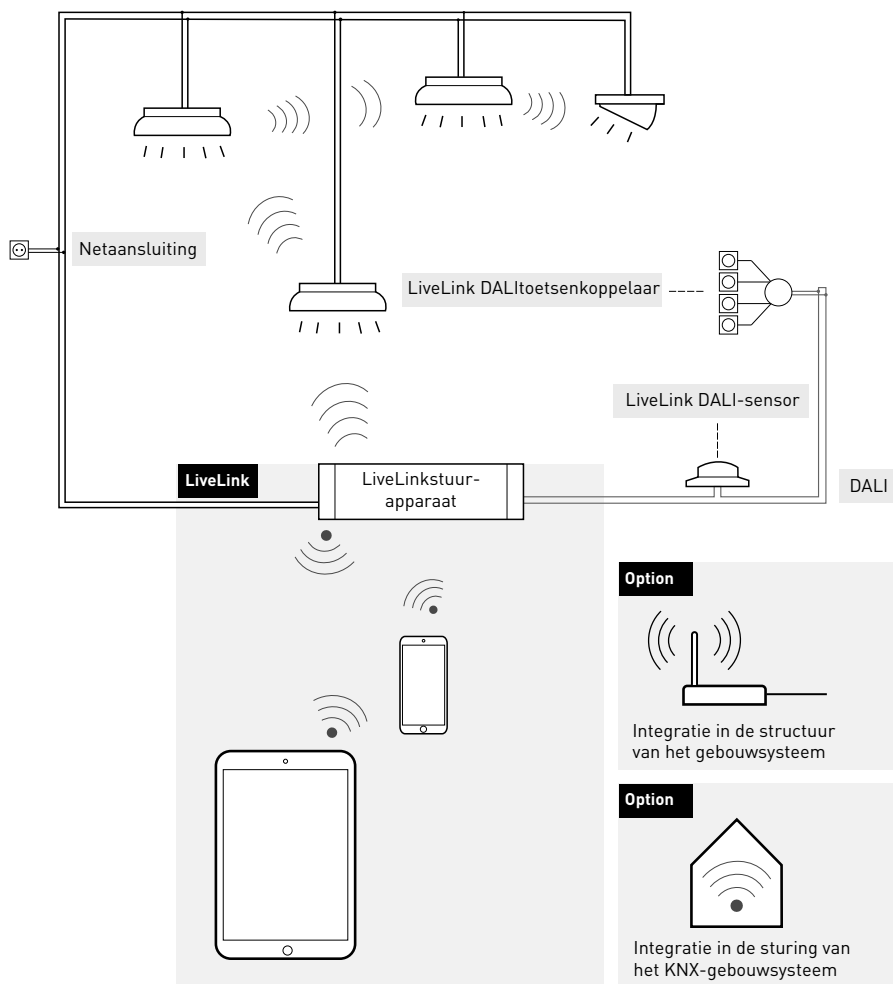 Netaansluiting
LiveLink DALItoetsenkoppelaar
LiveLink DALI-sensor
LiveLink
LiveLinkstuur-
apparaat
DALI
Option
Integratie in de structuur
van het gebouwsysteem
Option
Integratie in de sturing van
het KNX-gebouwsysteem